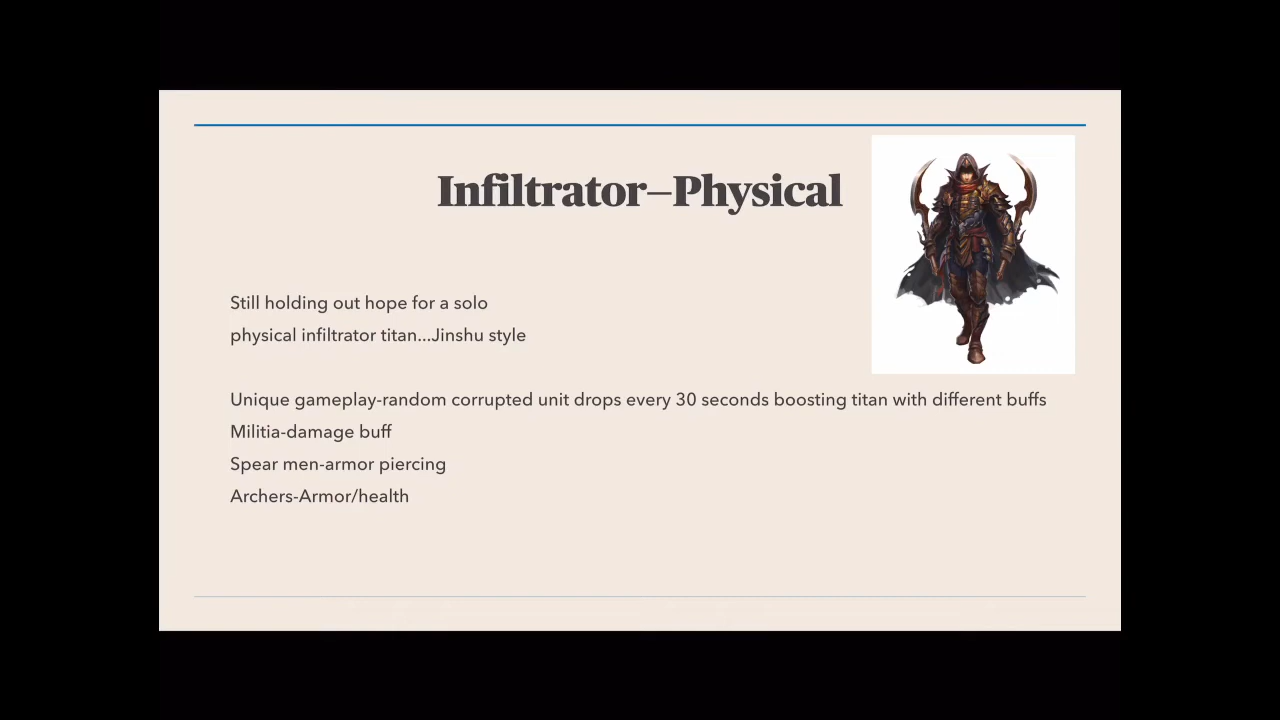 Infiltrator–Physical
Still holding out hope for a solo
physical infiltrator titan...Jinshu style
Unique gameplay-random corrupted unit drops every 30 seconds boosting titan with different buffs
Militia-damage buff
Spear men-armor piercing
Archers-Armor/health